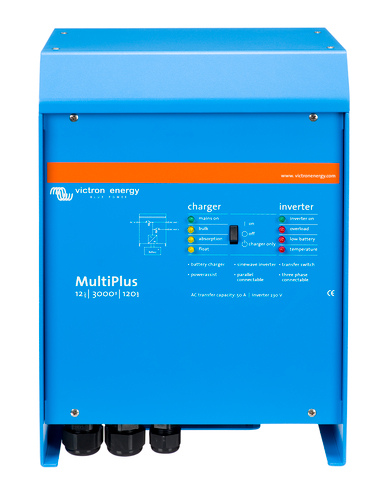 www.victronenergy.com
victron energy
BLUE POWER
charger
inverter
mains on
bulk
absorption
float
on
off
charger only
inverter on
overload
low battery
temperature
• battery charger • sinewave inverter • transfer switch
• powerassist • parallel connectable • three phase connectable
AC transfer capacity: 50 A | Inverter 230 V
MultiPlus
12 | 3000 | 120
CE